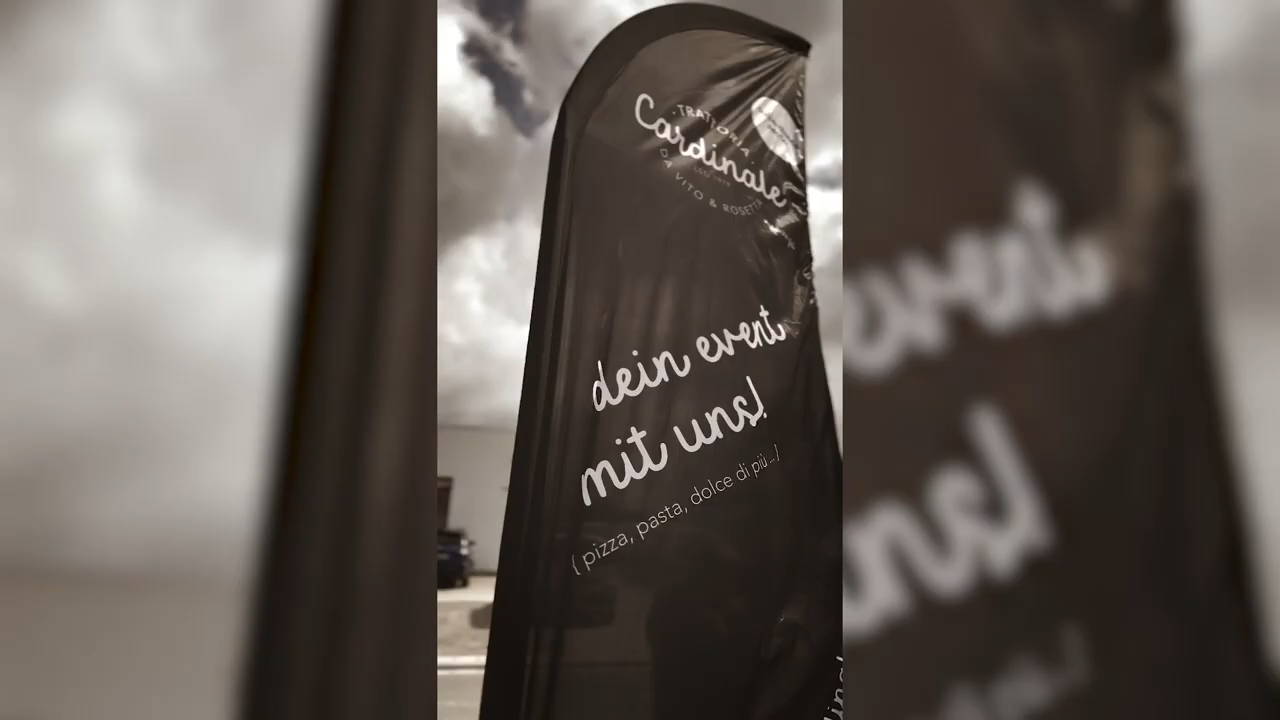 TRATTORIA
Cardinale
DA VITO & ROSETTA
dein event
mit uns!
{ pizza, pasta, dolce di più.../